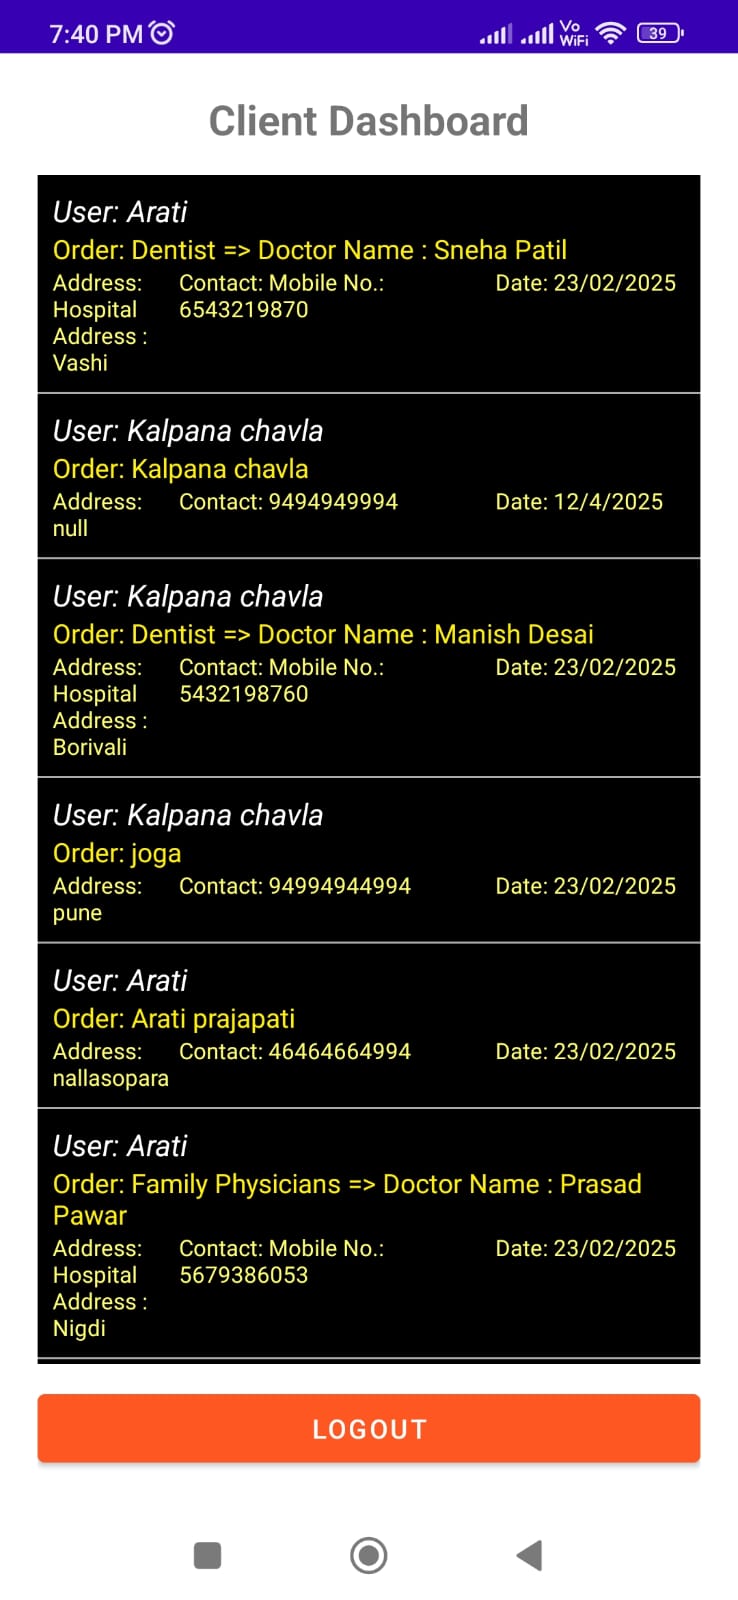 7:40 PM
Vo
WiFi
39
Client Dashboard
User: Arati
Order: Dentist => Doctor Name : Sneha Patil
Address: Contact: Mobile No.: Date: 23/02/2025
Hospital 6543219870
Address :
Vashi
User: Kalpana chavla
Order: Kalpana chavla
Address: Contact: 9494949994 Date: 12/4/2025
null
User: Kalpana chavla
Order: Dentist => Doctor Name : Manish Desai
Address: Contact: Mobile No.: Date: 23/02/2025
Hospital 5432198760
Address :
Borivali
User: Kalpana chavla
Order: joga
Address: Contact: 94994944994 Date: 23/02/2025
pune
User: Arati
Order: Arati prajapati
Address: Contact: 46464664994 Date: 23/02/2025
nallasopara
User: Arati
Order: Family Physicians => Doctor Name : Prasad
Pawar
Address: Contact: Mobile No.: Date: 23/02/2025
Hospital 5679386053
Address :
Nigdi
LOGOUT